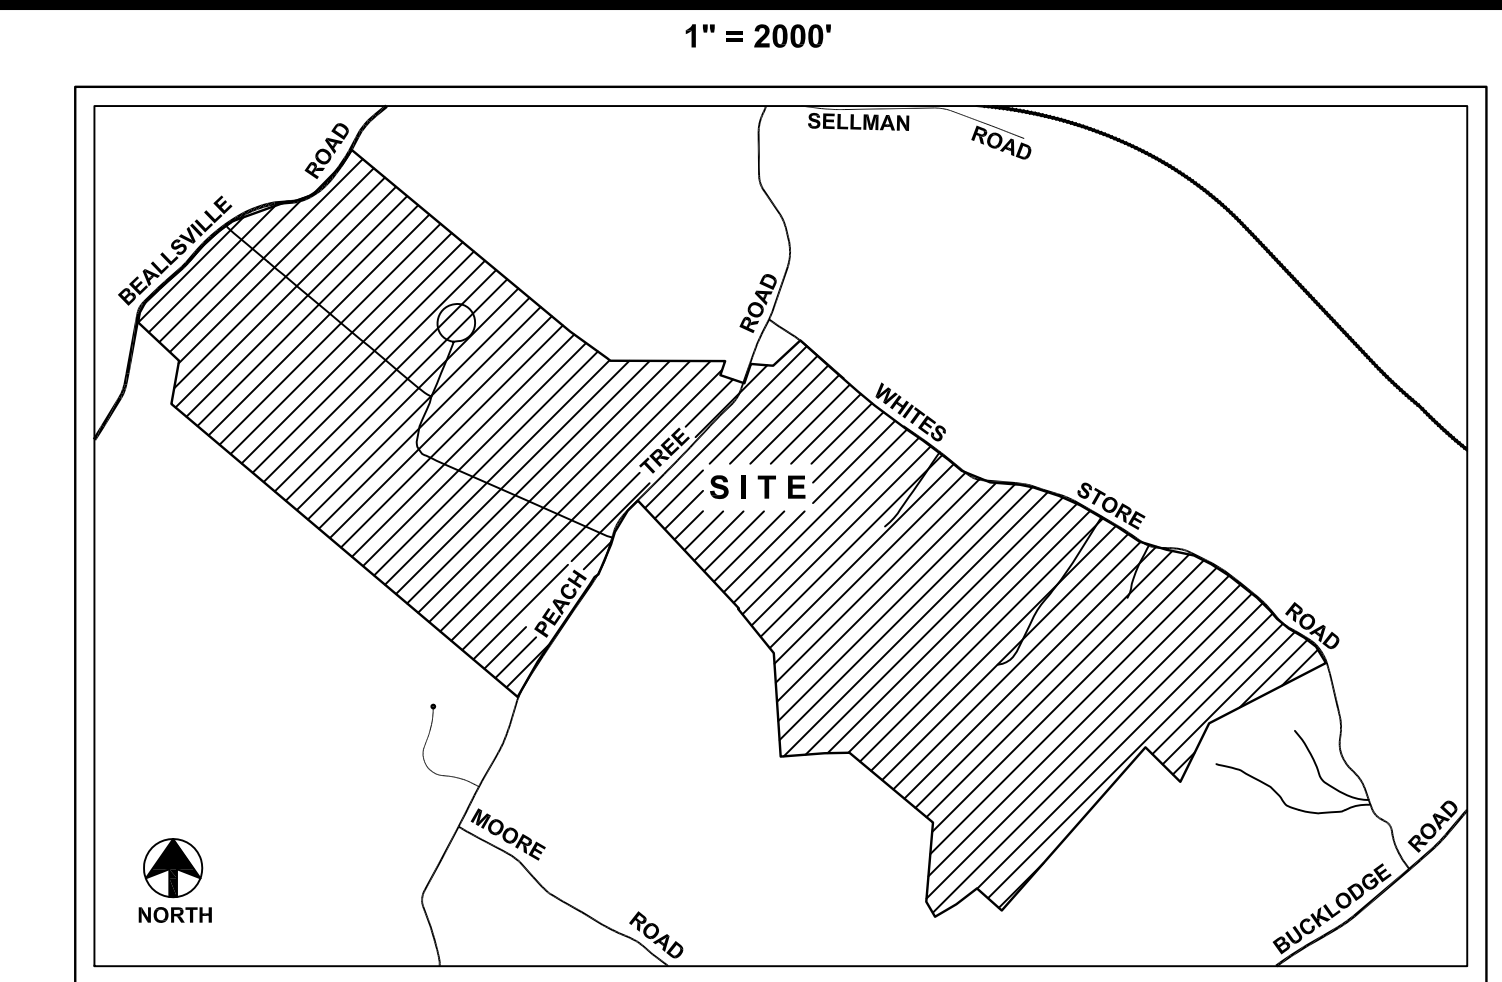 1" = 2000'
SELLMAN ROAD
BEALLSVILLE ROAD
PEACH TREE ROAD
WHITES STORE ROAD
SITE
MOORE ROAD
BUCKLODGE ROAD
NORTH